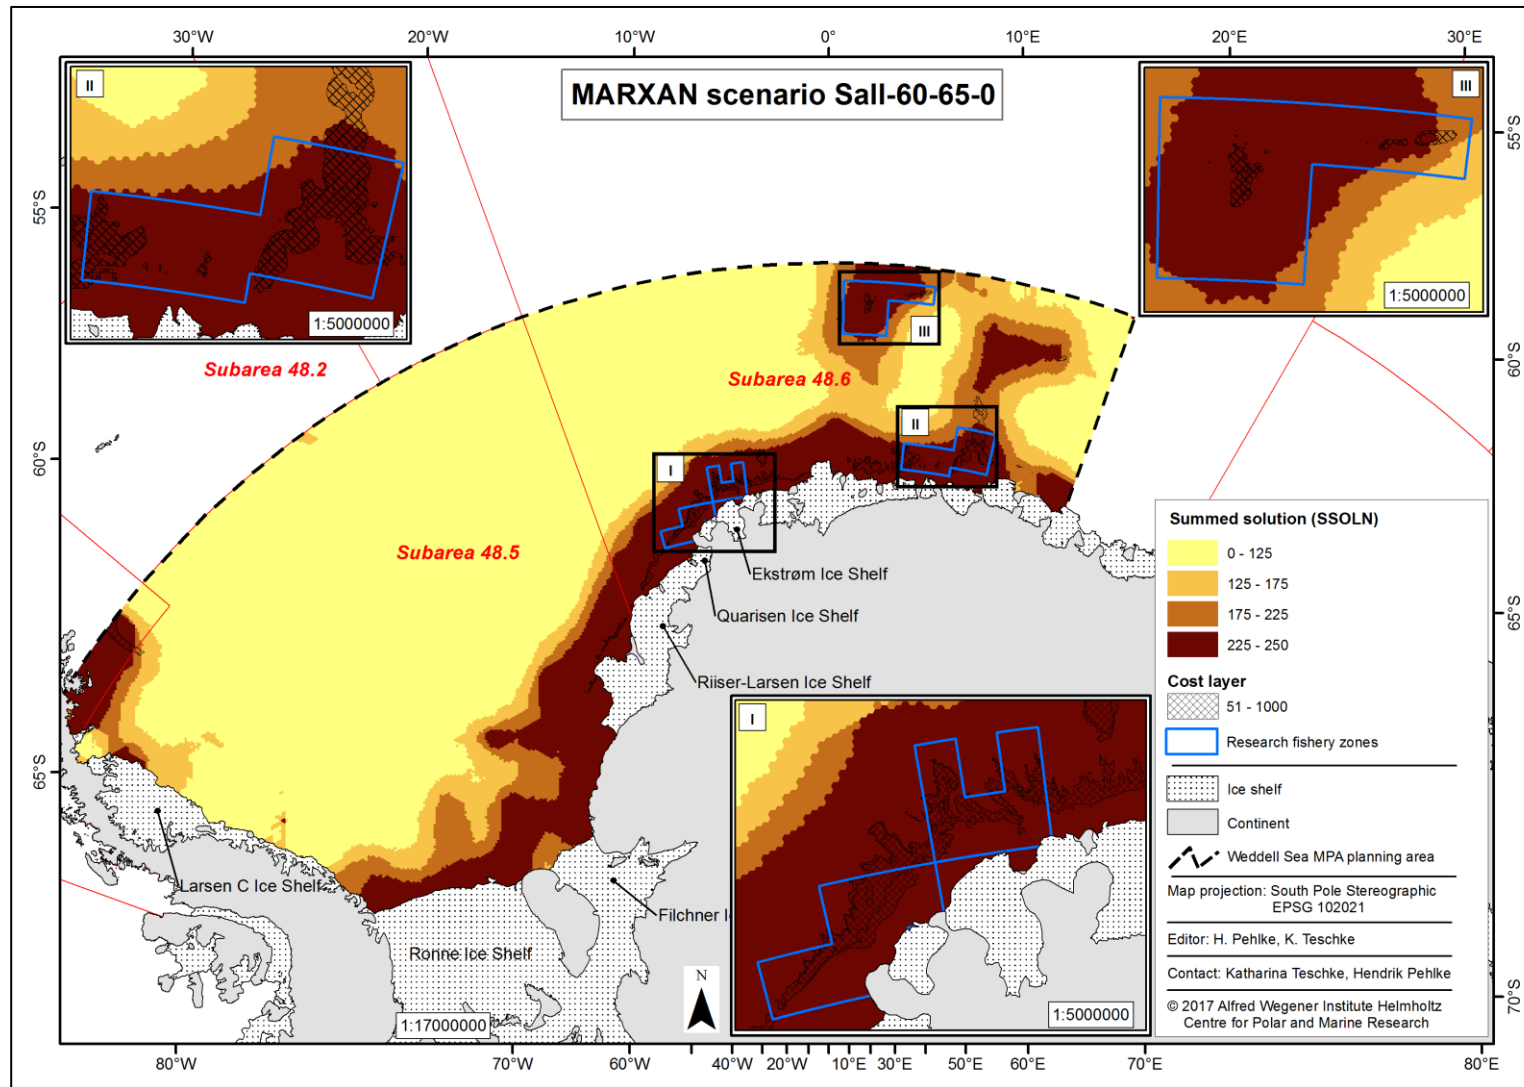 30°W 20°W 10°W 0° 10°E 20°E 30°E
MARXAN scenario Sall-60-65-0
II
1:5000000
III
1:5000000
55°S
55°S
Subarea 48.2
Subarea 48.6
60°S
60°S
III
II
I
Subarea 48.5
Ekstrøm Ice Shelf
Quarisen Ice Shelf
Riiser-Larsen Ice Shelf
65°S
65°S
Larsen C Ice Shelf
Filchner I
Ronne Ice Shelf
N
1:17000000
I
1:5000000
Summed solution (SSOLN)
0 - 125
125 - 175
175 - 225
225 - 250
Cost layer
51 - 1000
Research fishery zones
Ice shelf
Continent
Weddell Sea MPA planning area
Map projection: South Pole Stereographic
EPSG 102021
Editor: H. Pehlke, K. Teschke
Contact: Katharina Teschke, Hendrik Pehlke
© 2017 Alfred Wegener Institute Helmholtz
Centre for Polar and Marine Research
70°S
80°W 70°W 60°W 40°W 20°W 10°E 30°E 50°E 60°E 70°E 80°E